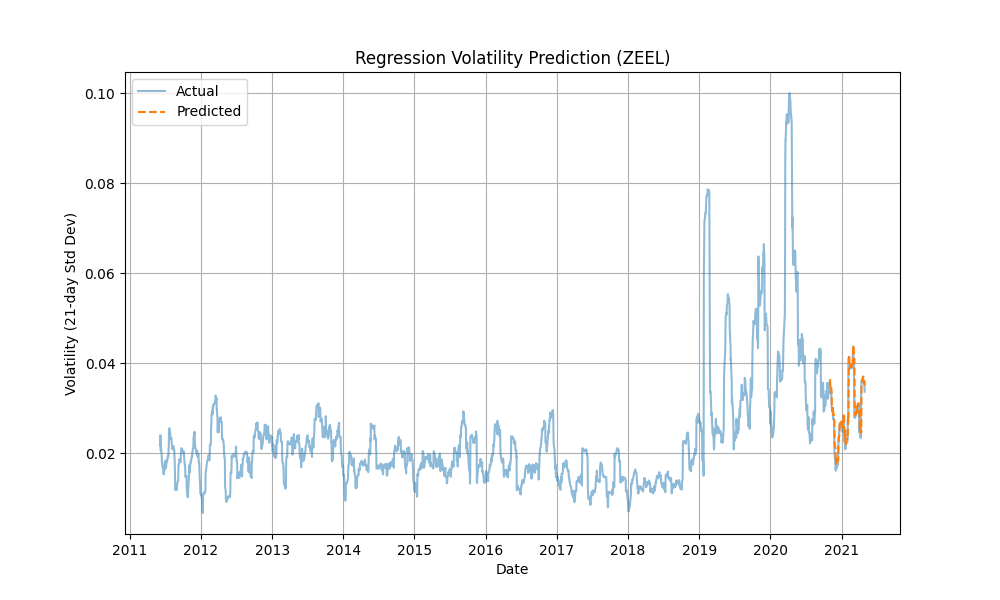 Regression Volatility Prediction (ZEEL)
Actual
Predicted
Volatility (21-day Std Dev)
0.10
0.08
0.06
0.04
0.02
2011 2012 2013 2014 2015 2016 2017 2018 2019 2020 2021
Date